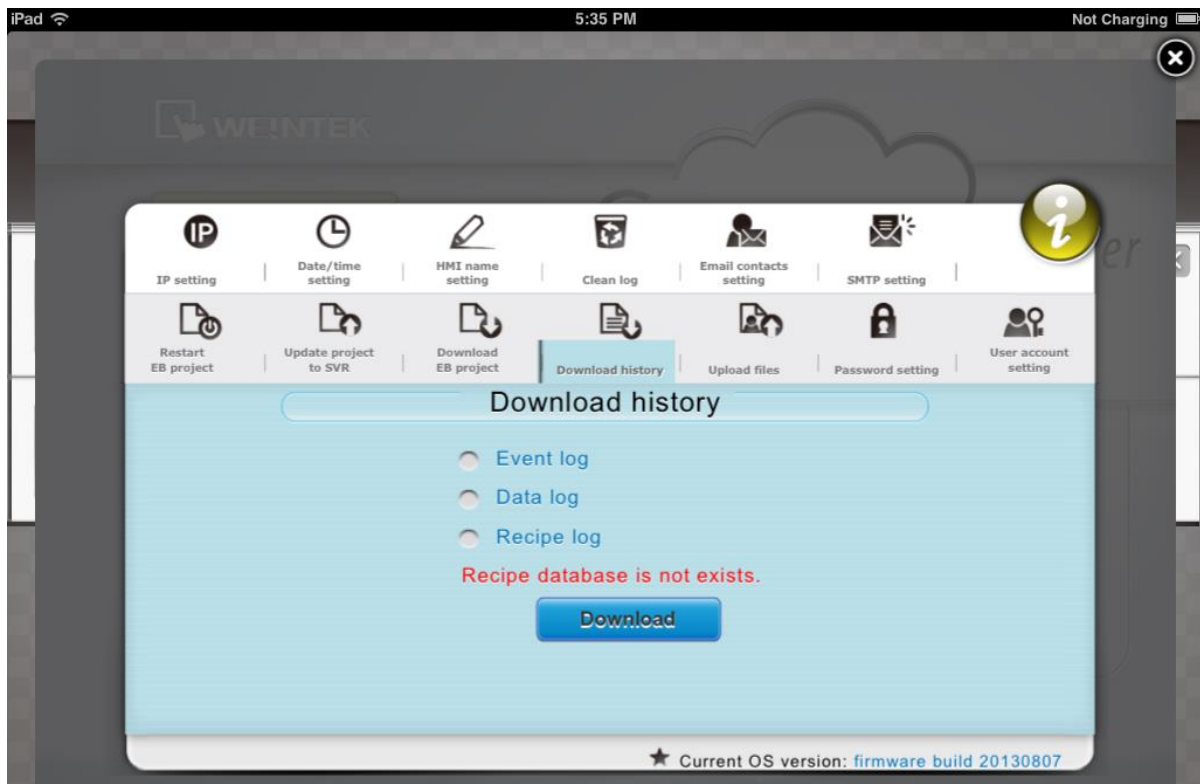 iPad 5:35 PM Not Charging
WEINTEK
IP
IP setting
Date/time
setting
HMI name
setting
Clean log
Email contacts
setting
SMTP setting
i
er
Restart
EB project
Update project
to SVR
Download
EB project
Download history
Upload files
Password setting
User account
setting
Download history
Event log
Data log
Recipe log
Recipe database is not exists.
Download
★ Current OS version: firmware build 20130807